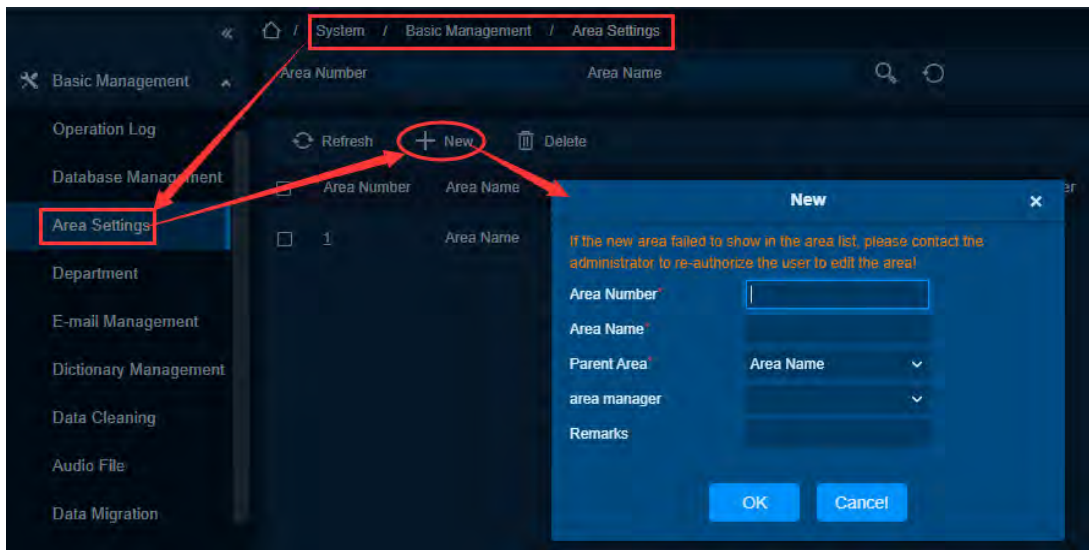 System / Basic Management / Area Settings
Basic Management
Area Number Area Name
Operation Log
Refresh New Delete
Database Management
Area Number Area Name
Area Settings
1 Area Name
Department
E-mail Management
Dictionary Management
Data Cleaning
Audio File
Data Migration
New
If the new area failed to show in the area list, please contact the
administrator to re-authorize the user to edit the area!
Area Number*
Area Name*
Parent Area* Area Name
area manager
Remarks
OK Cancel